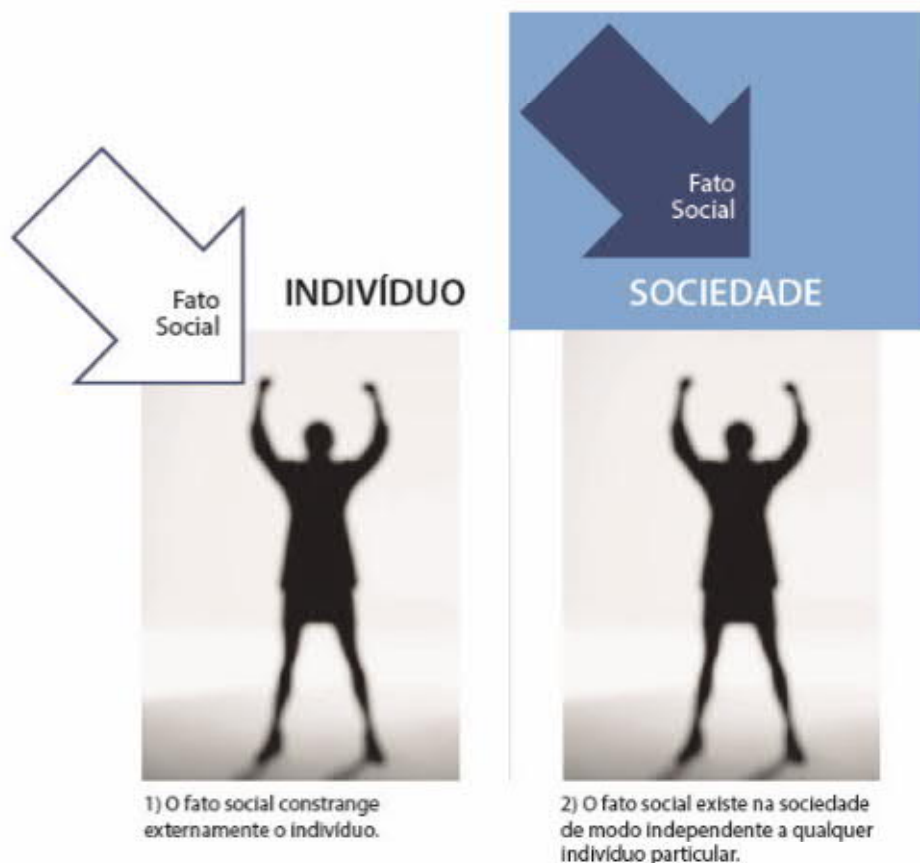 Fato
Social
INDIVÍDUO
1) O fato social constrange
externamente o indivíduo.
Fato
Social
SOCIEDADE
2) O fato social existe na sociedade
de modo independente a qualquer
indivíduo particular.